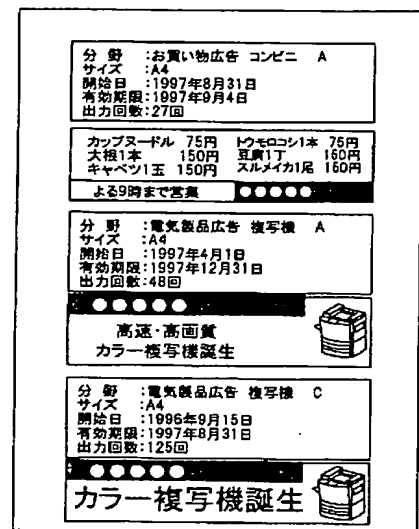 分 野 :お買い物広告 コンビニ A
サイズ :A4
開始日 :1997年8月31日
有効期限:1997年9月4日
出力回数:27回
カップヌードル 75円 トウモロコシ1本 75円
大根1本 150円 豆腐1丁 150円
キャベツ1玉 150円 スルメイカ1尾 150円
よる9時まで営業 ●●●●●
分 野 :電気製品広告 複写機 A
サイズ :A4
開始日 :1997年4月1日
有効期限:1997年12月31日
出力回数:48回
●●●●●
高速・高画質
カラー複写機誕生
分 野 :電気製品広告 複写機 C
サイズ :A4
開始日 :1996年9月15日
有効期限:1997年8月31日
出力回数:125回
●●●●●
カラー複写機誕生